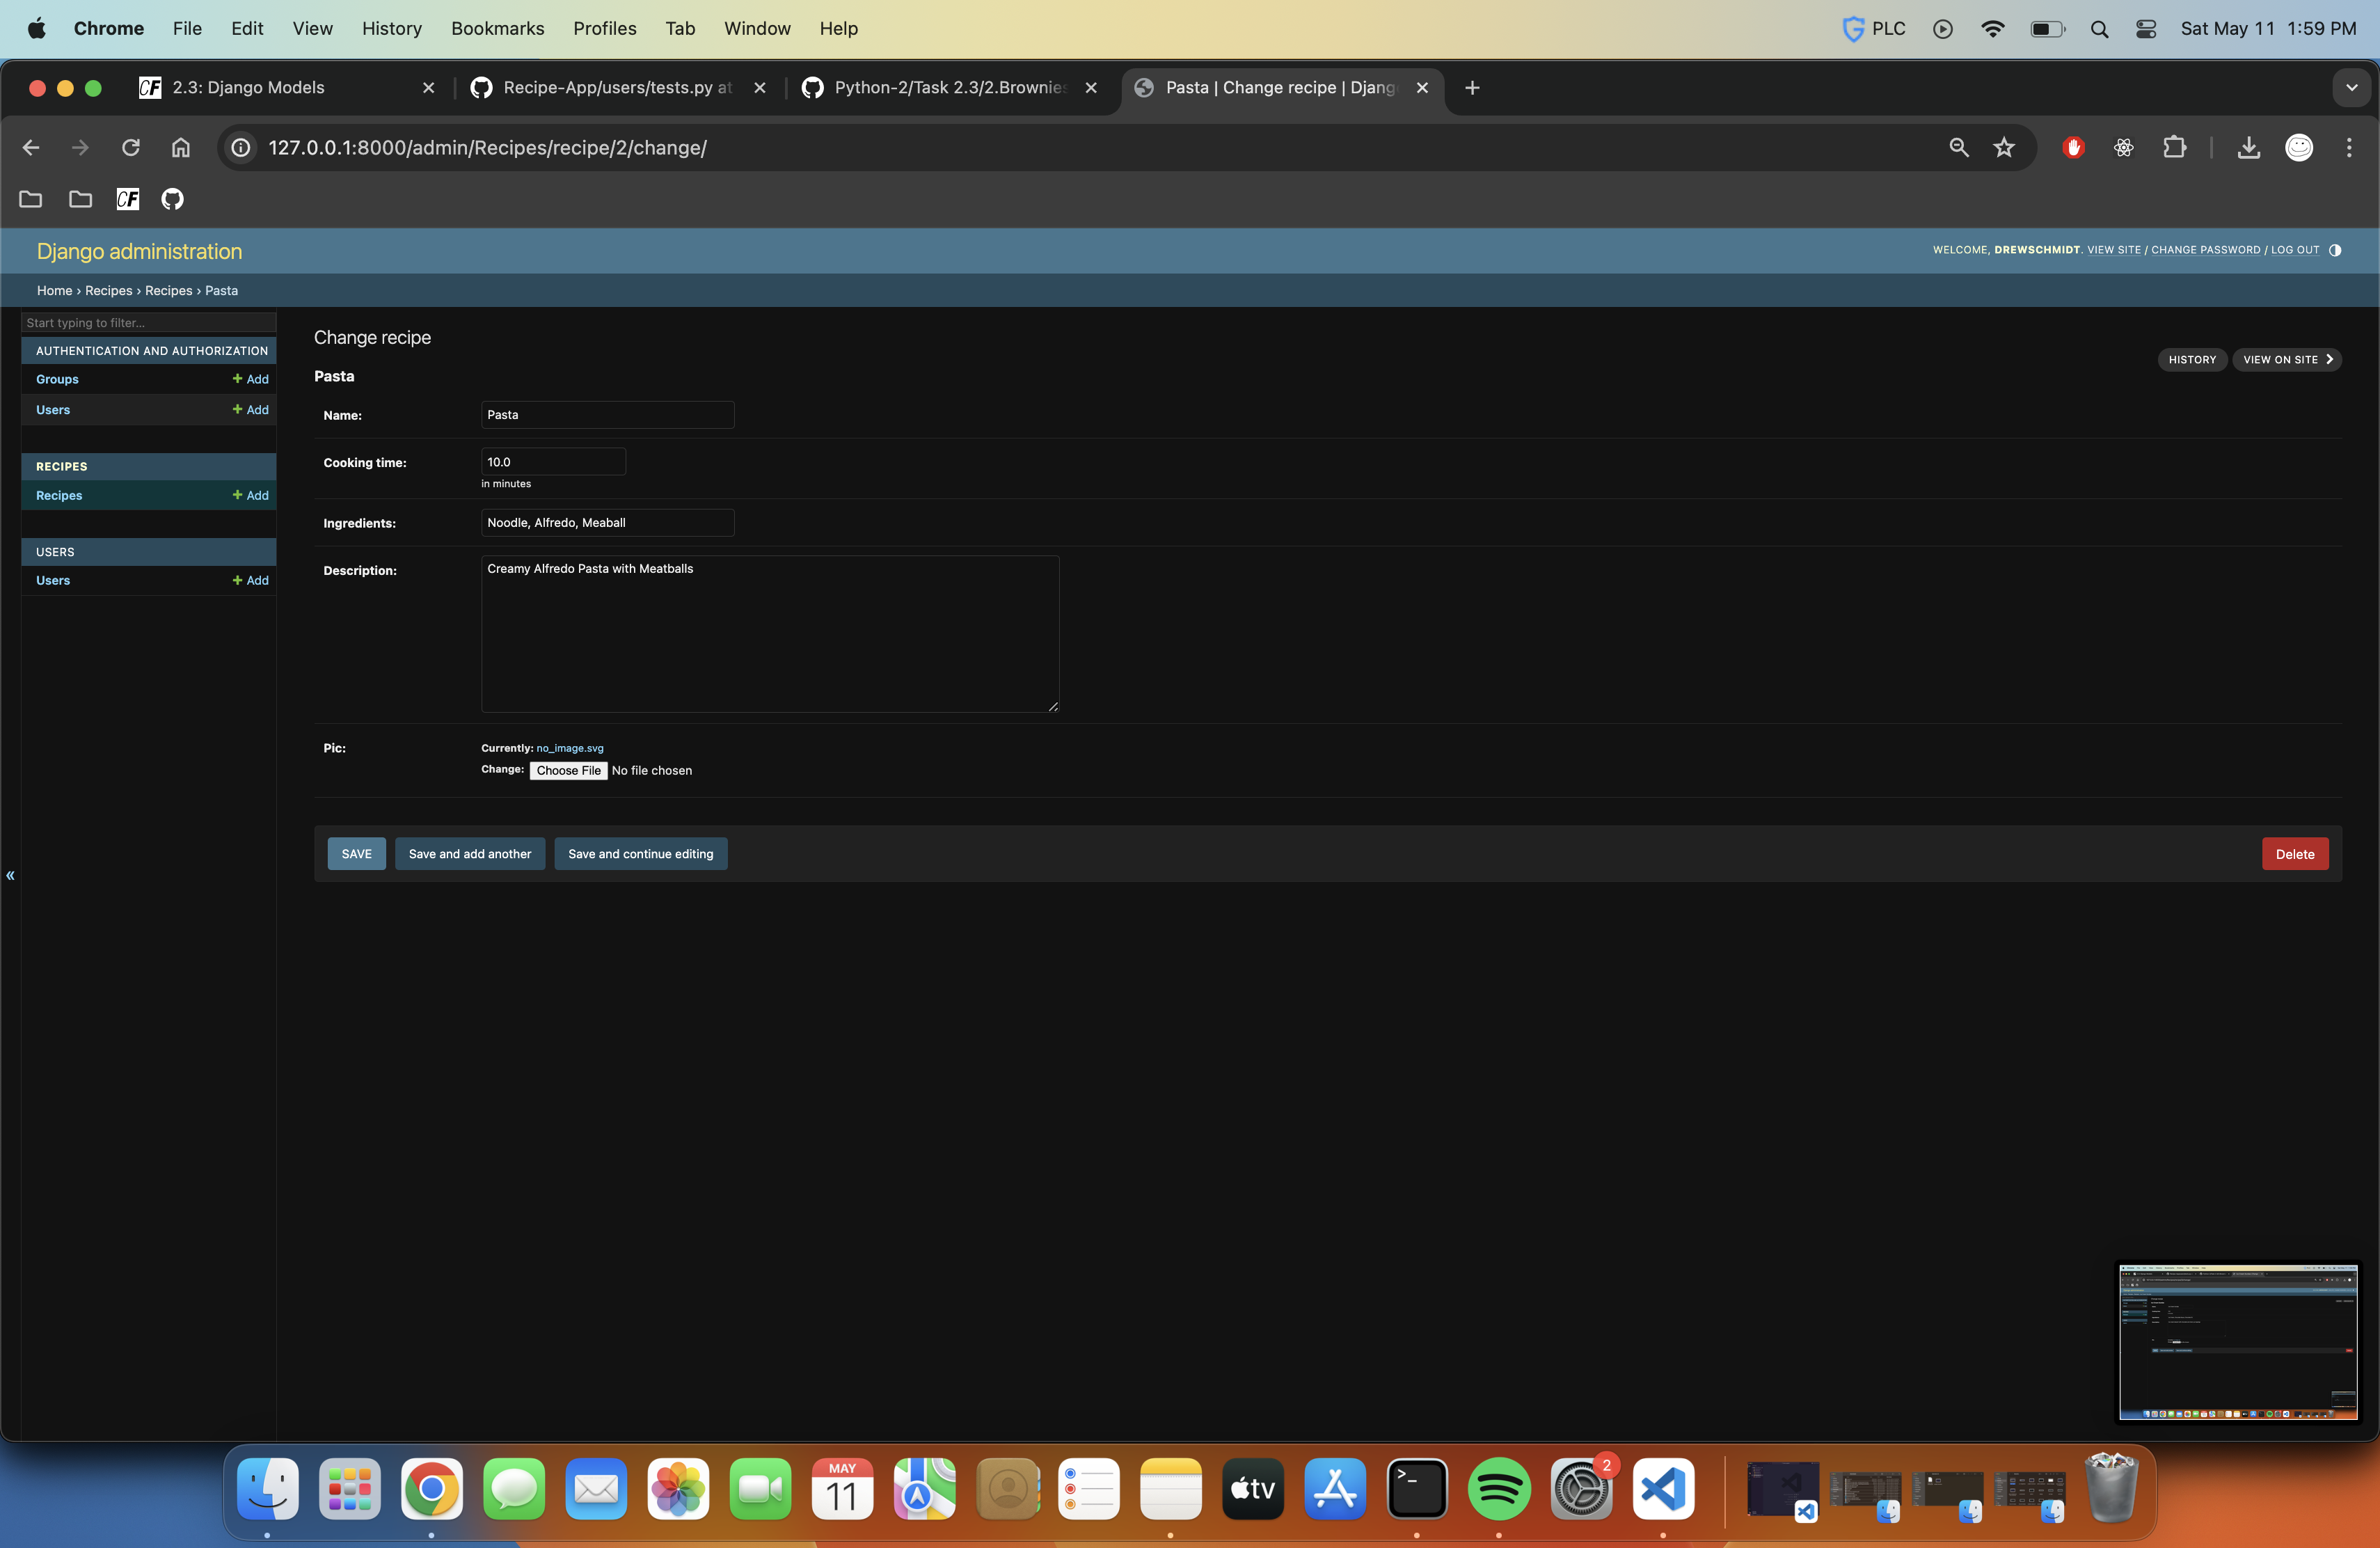 Chrome File Edit View History Bookmarks Profiles Tab Window Help PLC Sat May 11 1:59 PM
CF 2.3: Django Models Recipe-App/users/tests.py at Python-2/Task 2.3/2.Brownies Pasta | Change recipe | Djang
127.0.0.1:8000/admin/Recipes/recipe/2/change/
CF
Django administration WELCOME, DREWSCHMIDT. VIEW SITE / CHANGE PASSWORD / LOG OUT
Home › Recipes › Recipes › Pasta
Start typing to filter...
AUTHENTICATION AND AUTHORIZATION
Groups + Add
Users + Add
RECIPES
Recipes + Add
USERS
Users + Add
«
Change recipe
HISTORY VIEW ON SITE
Pasta
Name: Pasta
Cooking time: 10.0
in minutes
Ingredients: Noodle, Alfredo, Meaball
Description: Creamy Alfredo Pasta with Meatballs
Pic: Currently: no_image.svg
Change: Choose File No file chosen
SAVE Save and add another Save and continue editing Delete
MAY
11
tv
>_
2